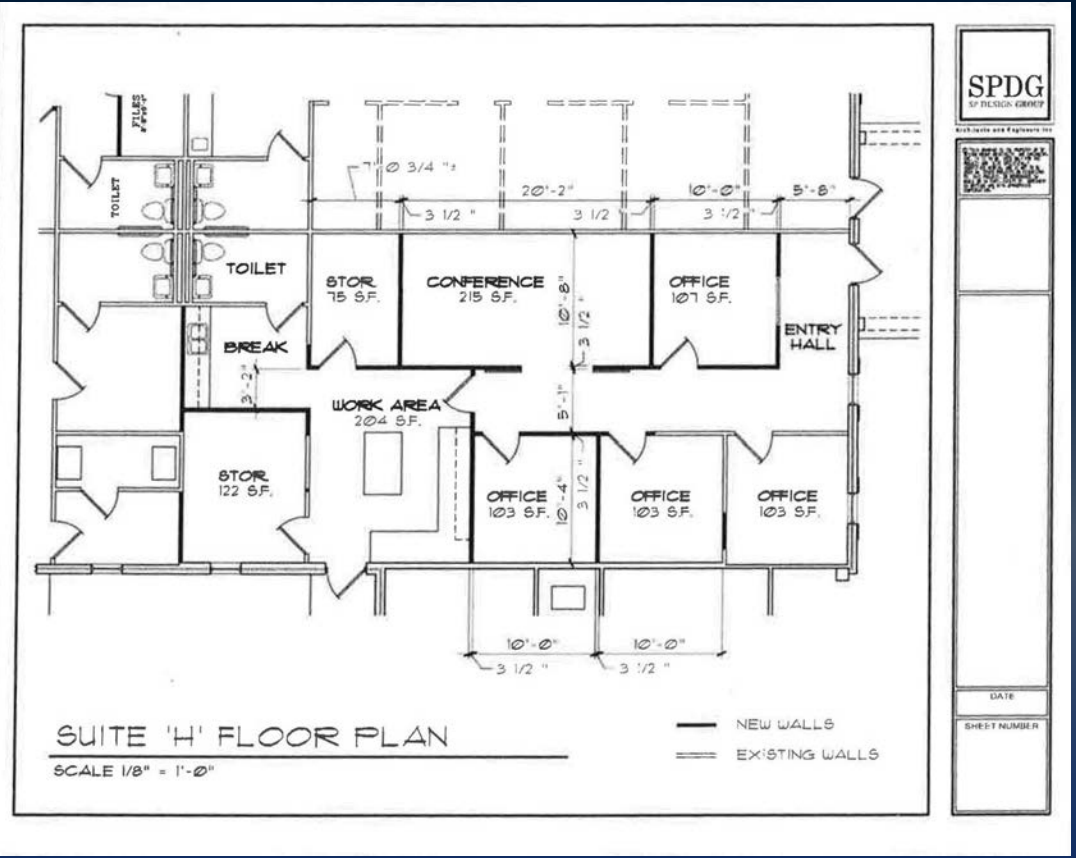 FILES
TOILET
7'-0 3/4 "±
20'-2"
10'-0"
5'-8"
3 1/2 "
3 1/2
3 1/2"
TOILET
STOR.
75 S.F.
CONFERENCE
215 S.F.
10'-8"
3 1/2 "
OFFICE
107 S.F.
ENTRY
HALL
BREAK
3'-2"
WORK AREA
204 S.F.
5'-1"
STOR.
122 S.F.
OFFICE
103 S.F.
10'-4"
3 1/2 "
OFFICE
103 S.F.
OFFICE
103 S.F.
10'-0"
10'-0"
3 1/2 "
3 1/2 "
SUITE 'H' FLOOR PLAN
SCALE 1/8" = 1'-0"
NEW WALLS
EXISTING WALLS
SPDG
SP DESIGN GROUP
Architects and Engineers Inc
DATE
SHEET NUMBER